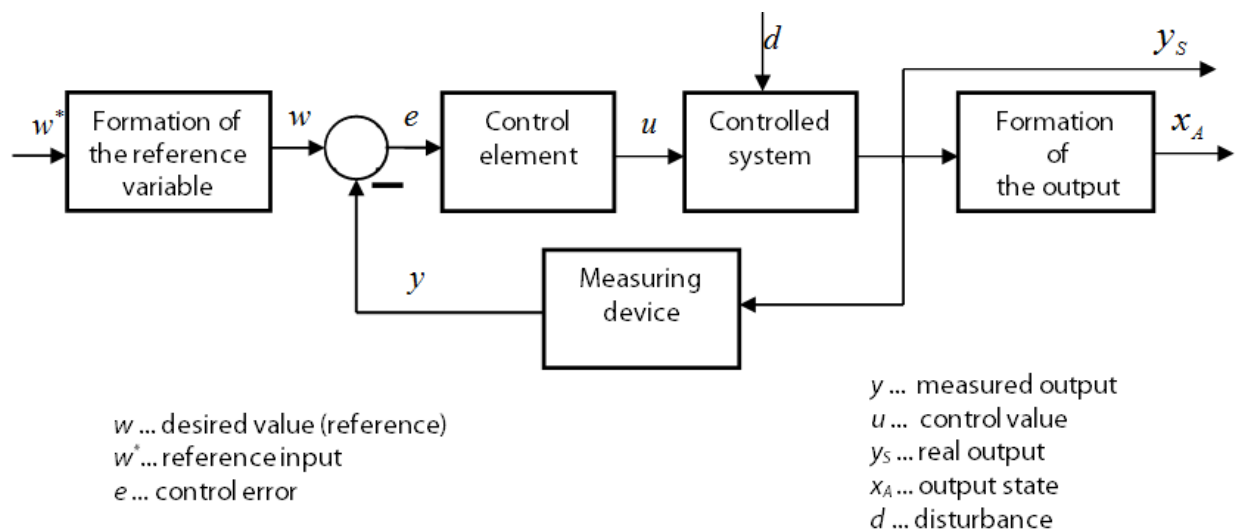 d
y_S
w*
Formation of
the reference
variable
w
e
Control
element
u
Controlled
system
Formation
of
the output
x_A
y
Measuring
device
w ... desired value (reference)
w*... reference input
e ... control error
y ... measured output
u ... control value
y_S ... real output
x_A ... output state
d ... disturbance